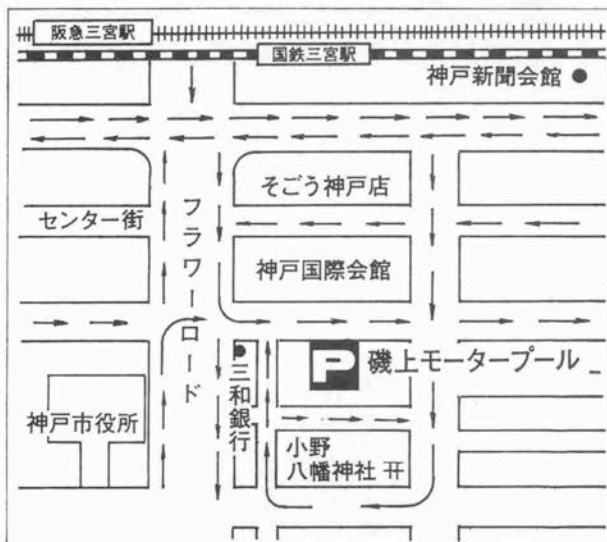 阪急三宮駅
国鉄三宮駅
神戸新聞会館
そごう神戸店
センター街
フラワーロード
神戸国際会館
P 磯上モータープール
三和銀行
神戸市役所
小野
八幡神社